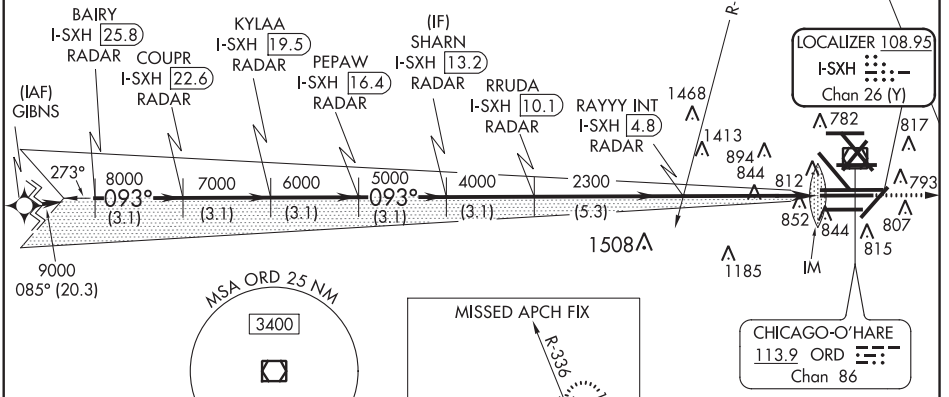 BAIRY
I-SXH 25.8
RADAR
COUPR
I-SXH 22.6
RADAR
KYLAA
I-SXH 19.5
RADAR
PEPAW
I-SXH 16.4
RADAR
(IF)
SHARN
I-SXH 13.2
RADAR
RRUDA
I-SXH 10.1
RADAR
RAYYY INT
I-SXH 4.8
RADAR
R-
LOCALIZER 108.95
I-SXH
Chan 26 (Y)
(IAF)
GIBNS
273°
8000
7000
6000
5000
4000
2300
093°
093°
(3.1)
(3.1)
(3.1)
(3.1)
(3.1)
(5.3)
9000
085° (20.3)
1468
1413
894
844
812
782
817
793
852
844
807
815
1508
1185
IM
MSA ORD 25 NM
3400
MISSED APCH FIX
R-336
CHICAGO-O'HARE
113.9 ORD
Chan 86